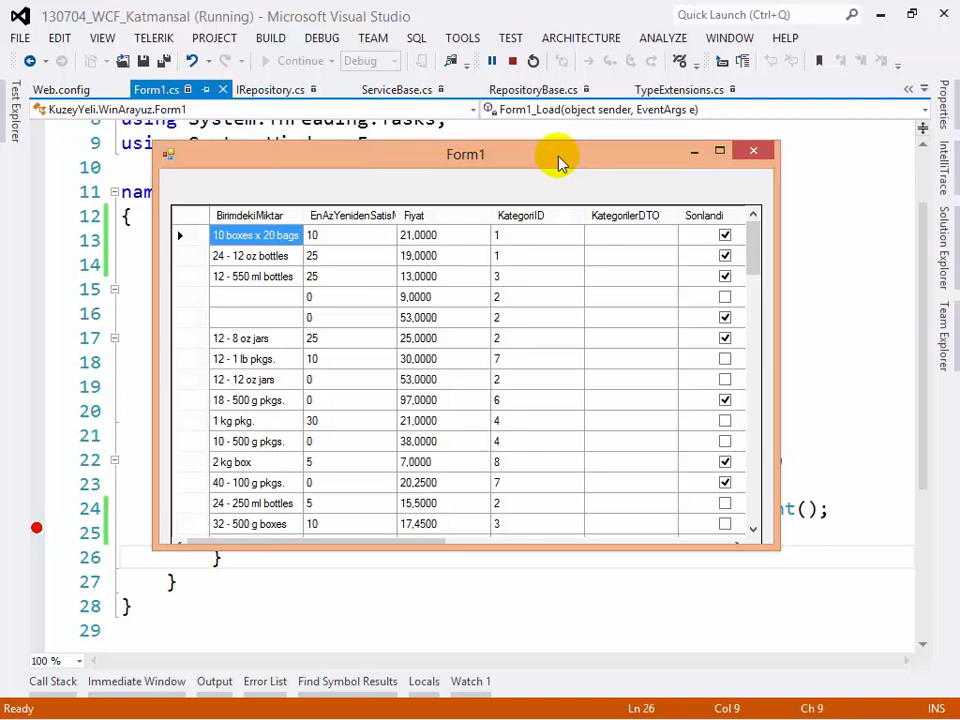 130704_WCF_Katmansal (Running) - Microsoft Visual Studio
Quick Launch (Ctrl+Q)
FILE EDIT VIEW TELERIK PROJECT BUILD DEBUG TEAM SQL TOOLS TEST ARCHITECTURE ANALYZE WINDOW HELP
Continue Debug
Test Explorer
Web.config Form1.cs IRepository.cs ServiceBase.cs RepositoryBase.cs TypeExtensions.cs
KuzeyYeli.WinArayuz.Form1 Form1_Load(object sender, EventArgs e)
8 using System.Threading.Tasks;
9
10
11
12 {
13
14
15
16
17
18
19
20
21
22
23
24 nt();
25
26 }
27 }
28 }
29
Form1
BirimdekiMiktar Fiyat KategoriID KategorilerDTO Sonlandi
10 boxes x 20 bags 10 21,0000 1
24 - 12 oz bottles 25 19,0000 1
12 - 550 ml bottles 25 13,0000 3
0 9,0000 2
0 53,0000 2
12 - 8 oz jars 25 25,0000 2
12 - 1 lb pkgs. 10 30,0000 7
12 - 12 oz jars 0 53,0000 2
18 - 500 g pkgs. 0 97,0000 6
1 kg pkg. 30 21,0000 4
10 - 500 g pkgs. 0 38,0000 4
2 kg box 5 7,0000 8
40 - 100 g pkgs. 0 20,2500 7
24 - 250 ml bottles 5 15,5000 2
32 - 500 g boxes 10 17,4500 3
Properties
IntelliTrace
Solution Explorer
Team Explorer
100 %
Call Stack Immediate Window Output Error List Find Symbol Results Locals Watch 1
Ready Ln 26 Col 9 Ch 9 INS